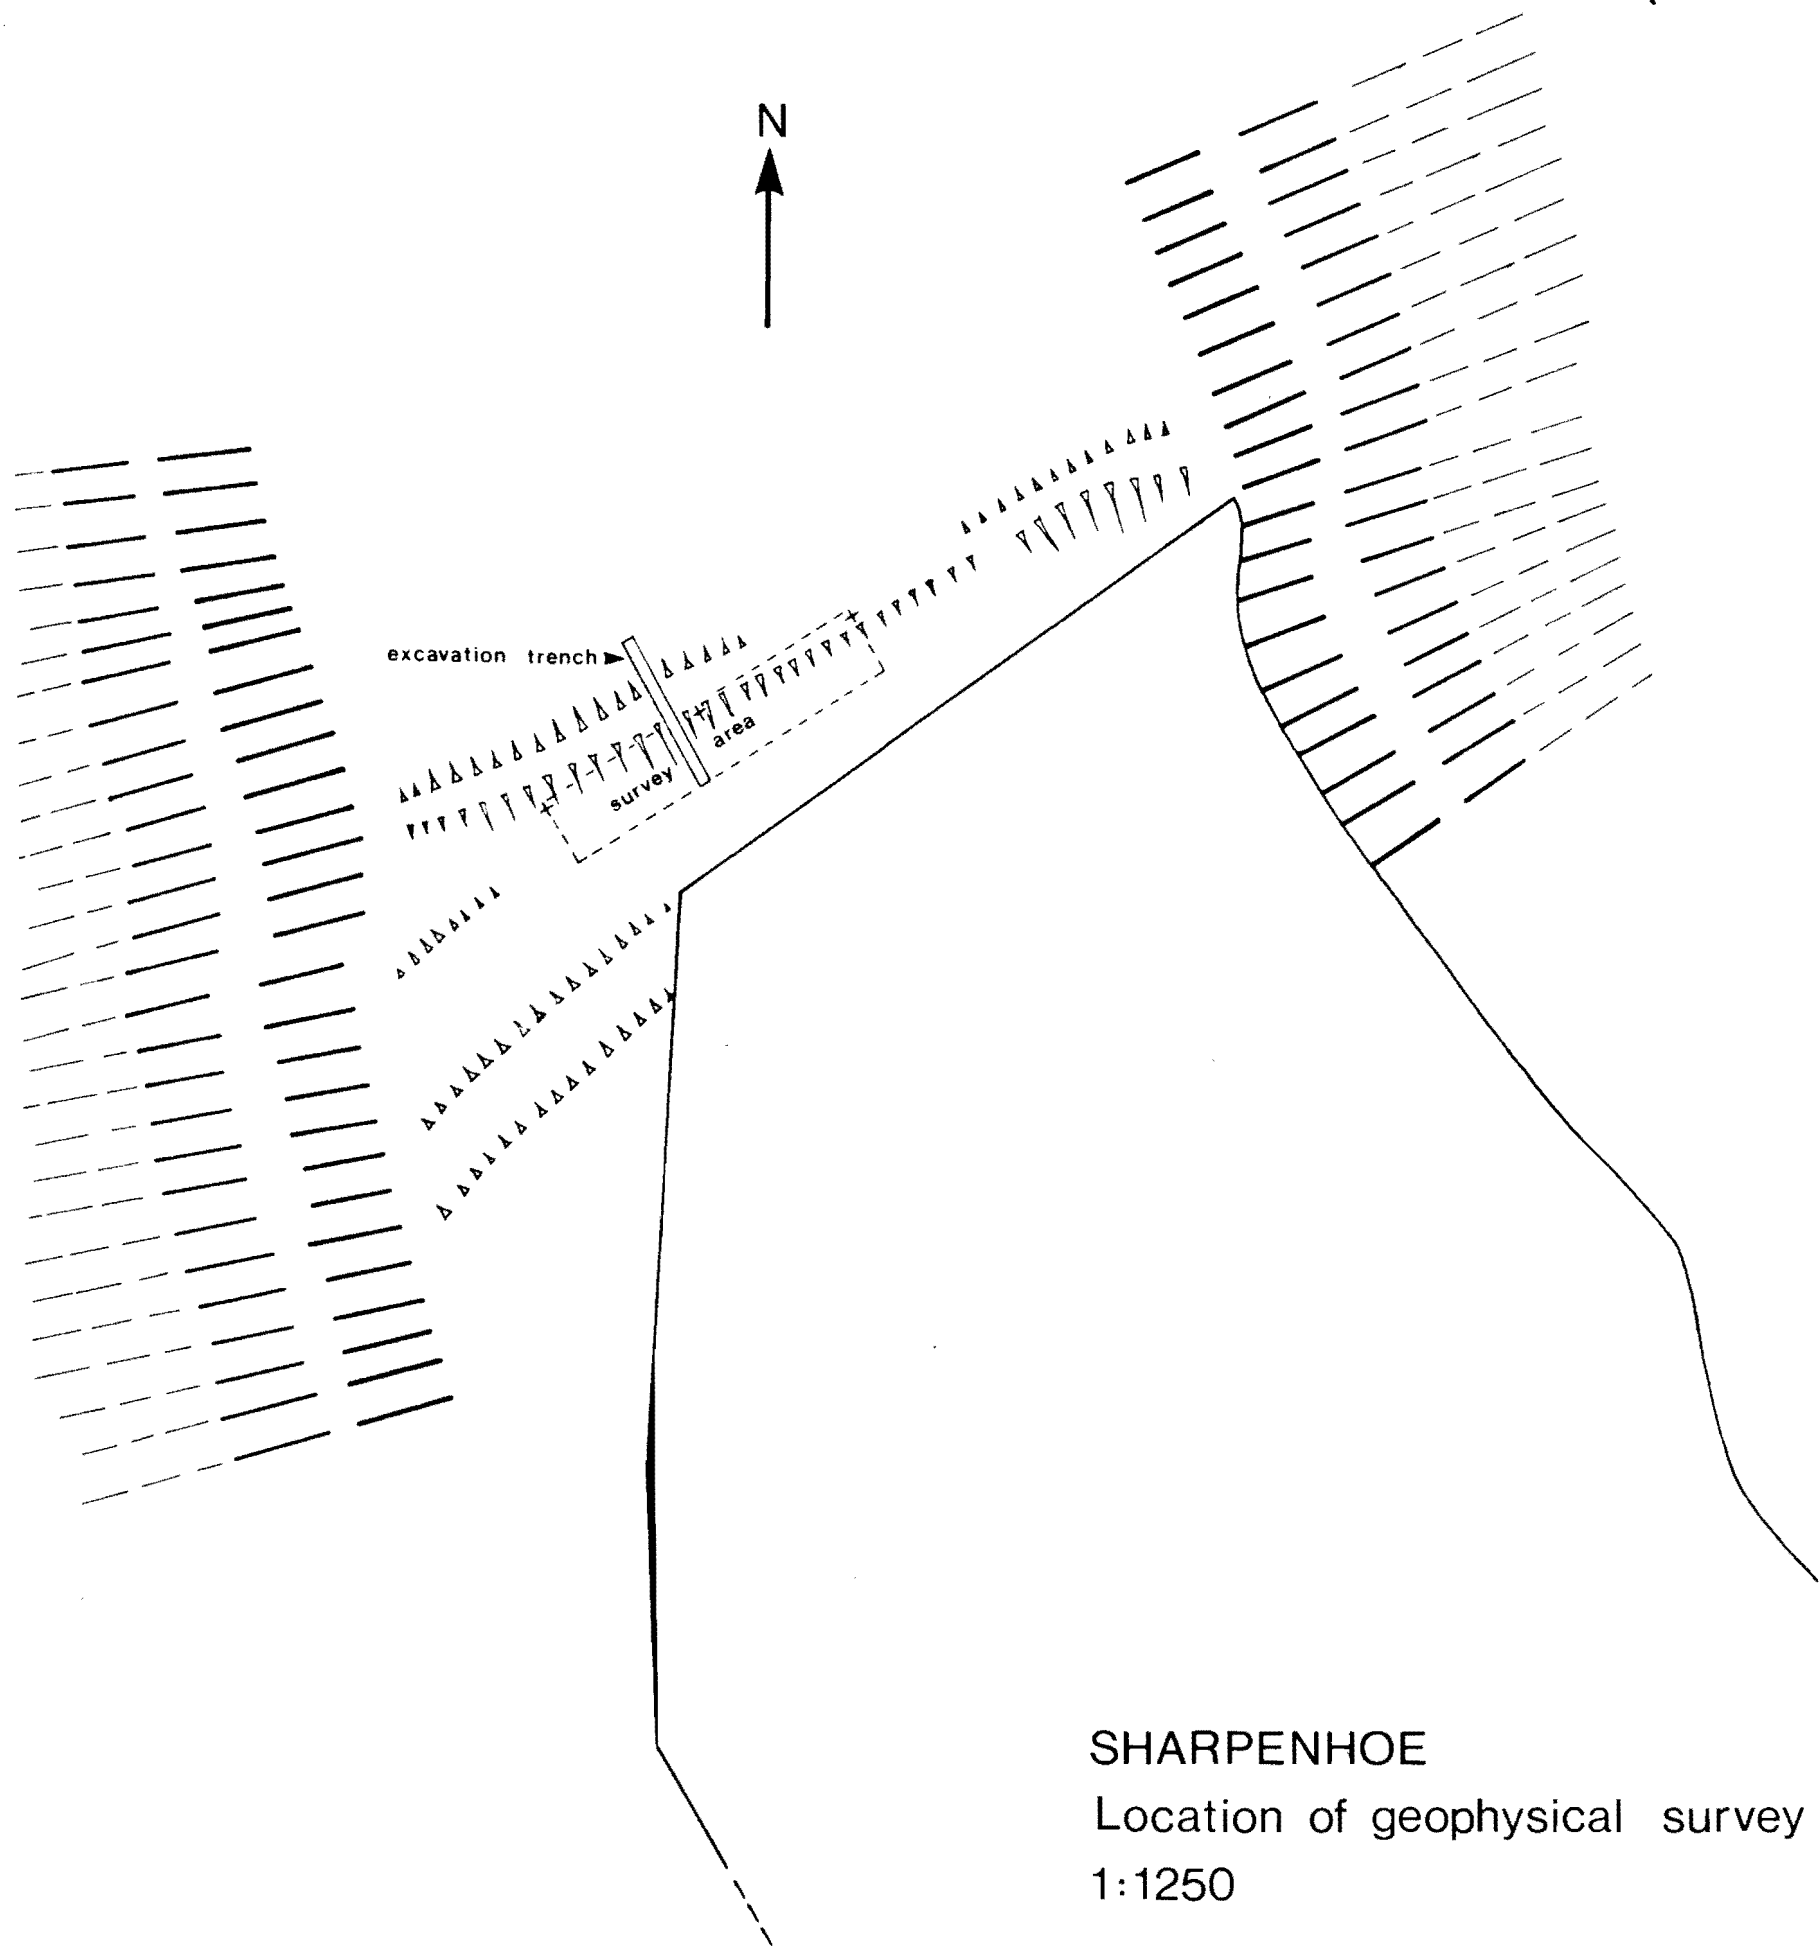 N
excavation trench
survey area
SHARPENHOE
Location of geophysical survey
1:1250